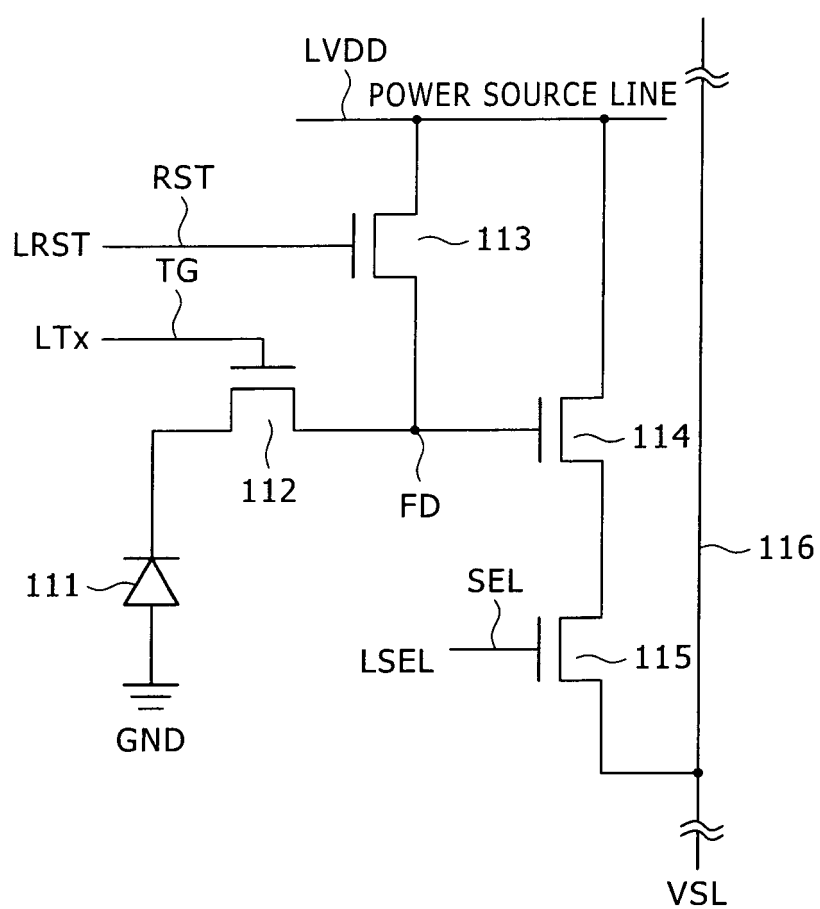 LVDD
POWER SOURCE LINE
RST
LRST
113
TG
LTx
112
FD
114
111
GND
SEL
LSEL
115
116
VSL